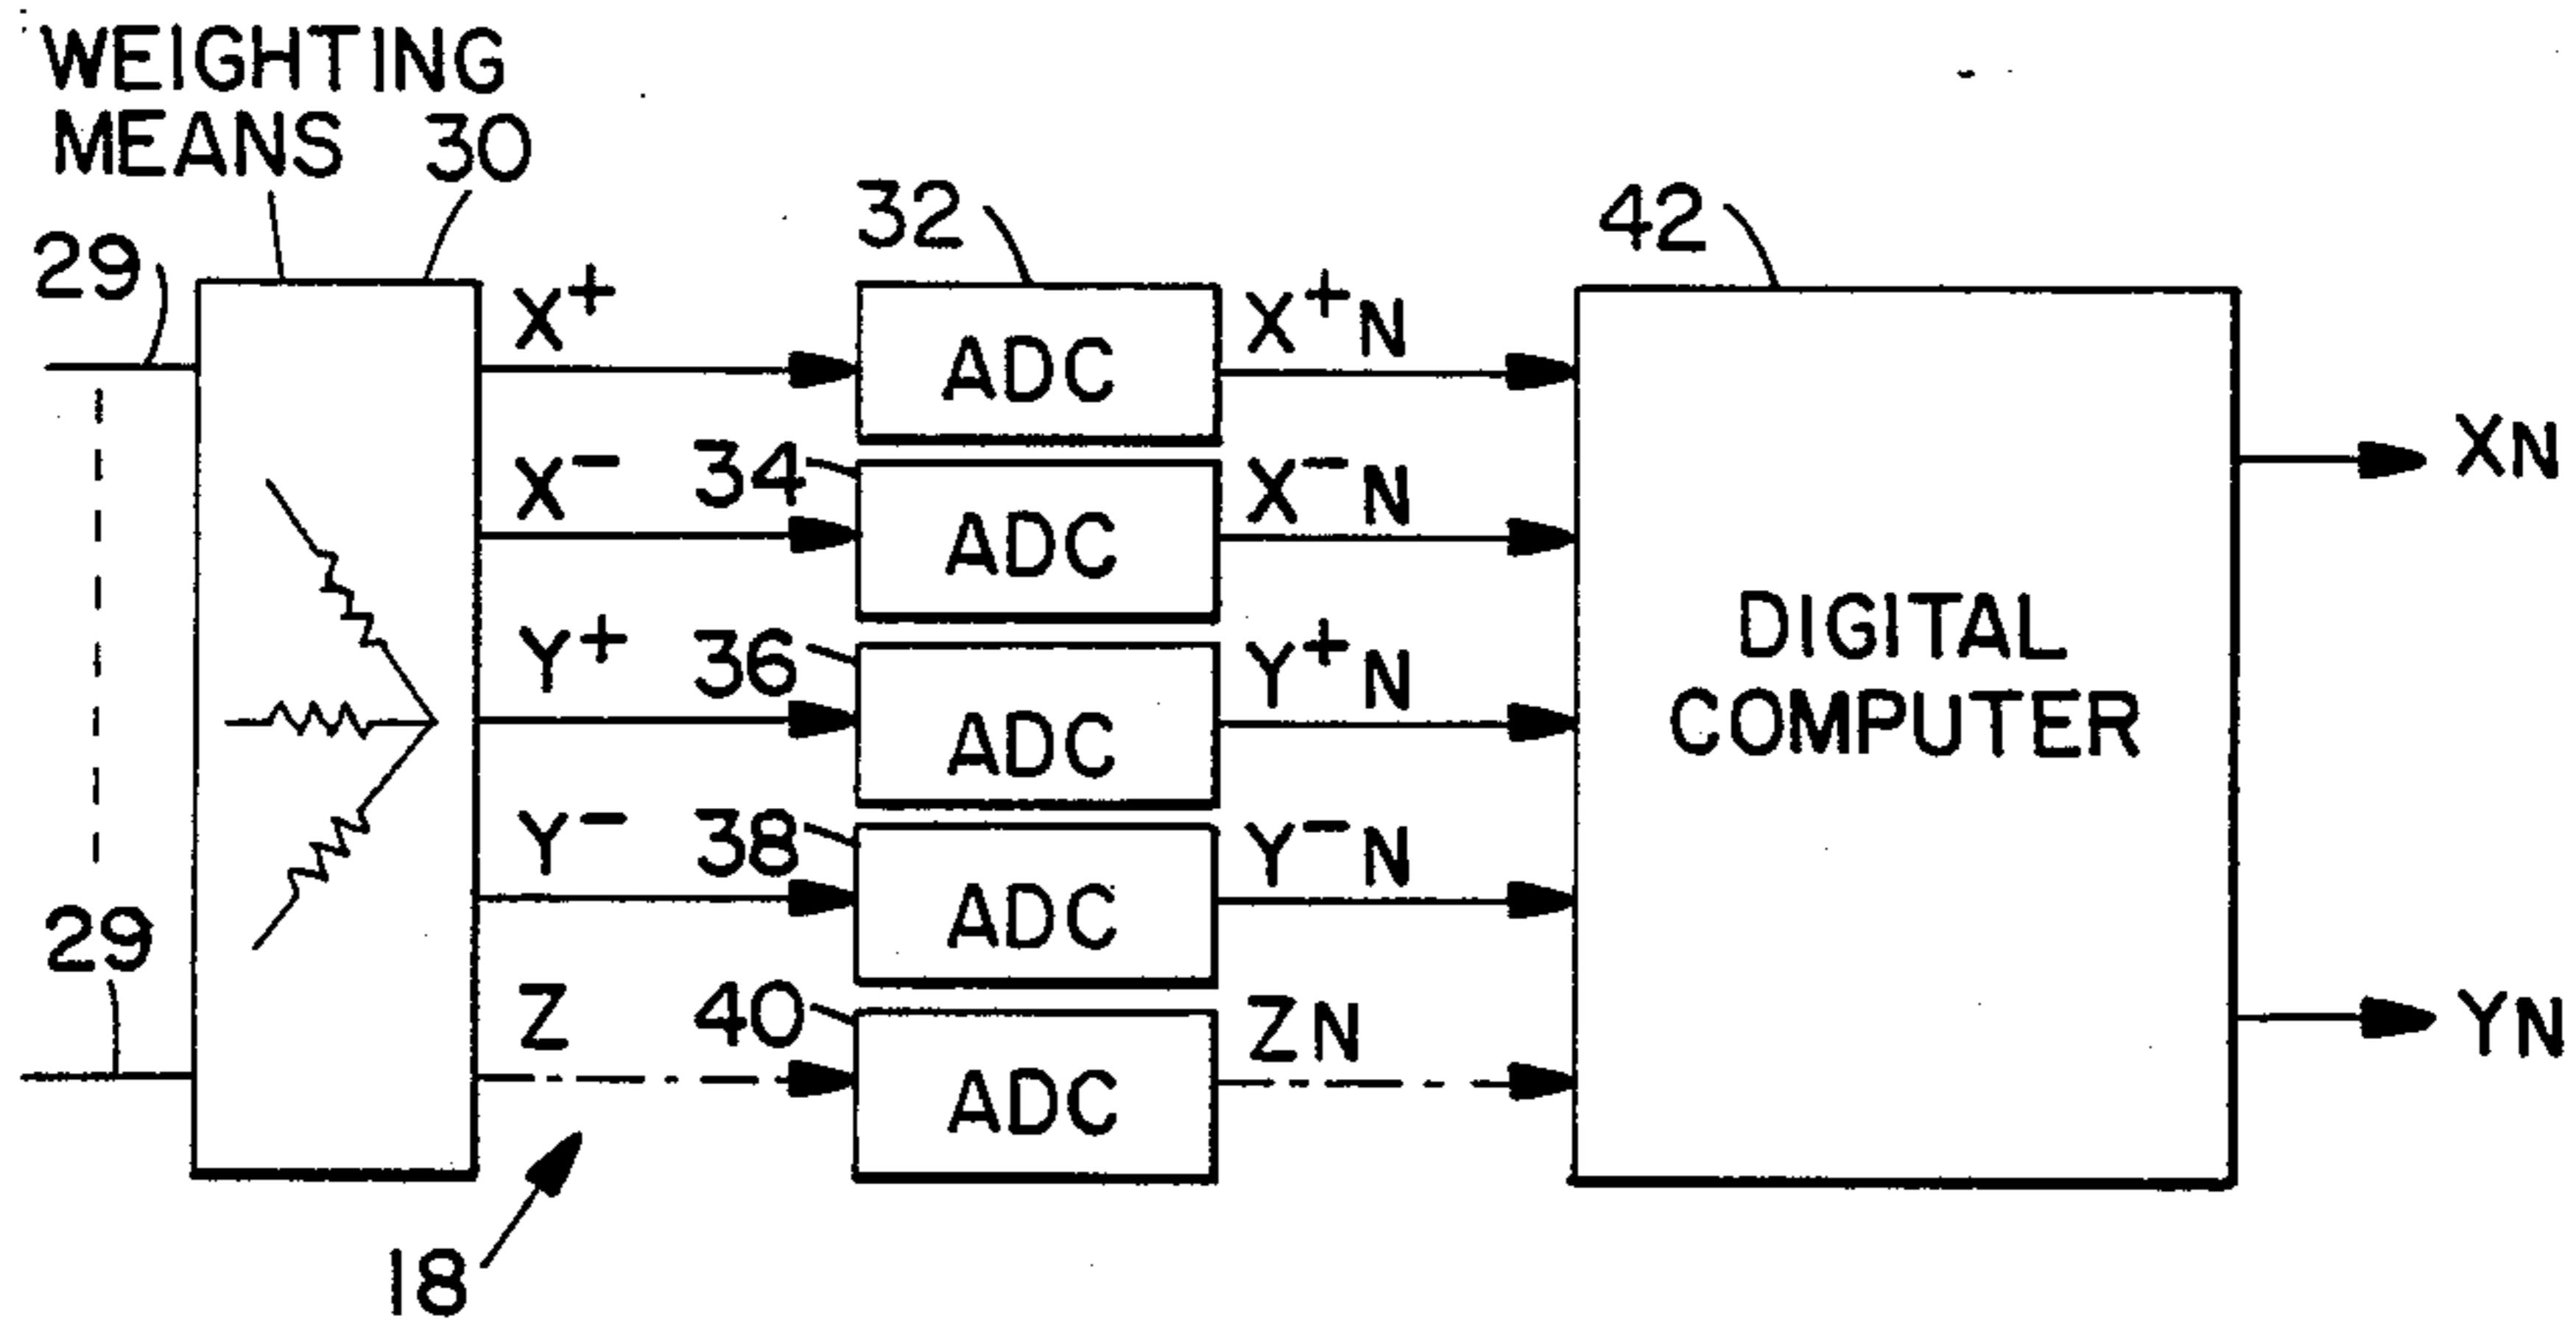 WEIGHTING
MEANS 30
29
32
42
X+
ADC
X+N
X-
34
ADC
X-N
XN
Y+
36
ADC
Y+N
DIGITAL
COMPUTER
Y-
38
ADC
Y-N
29
Z
40
ADC
ZN
YN
18